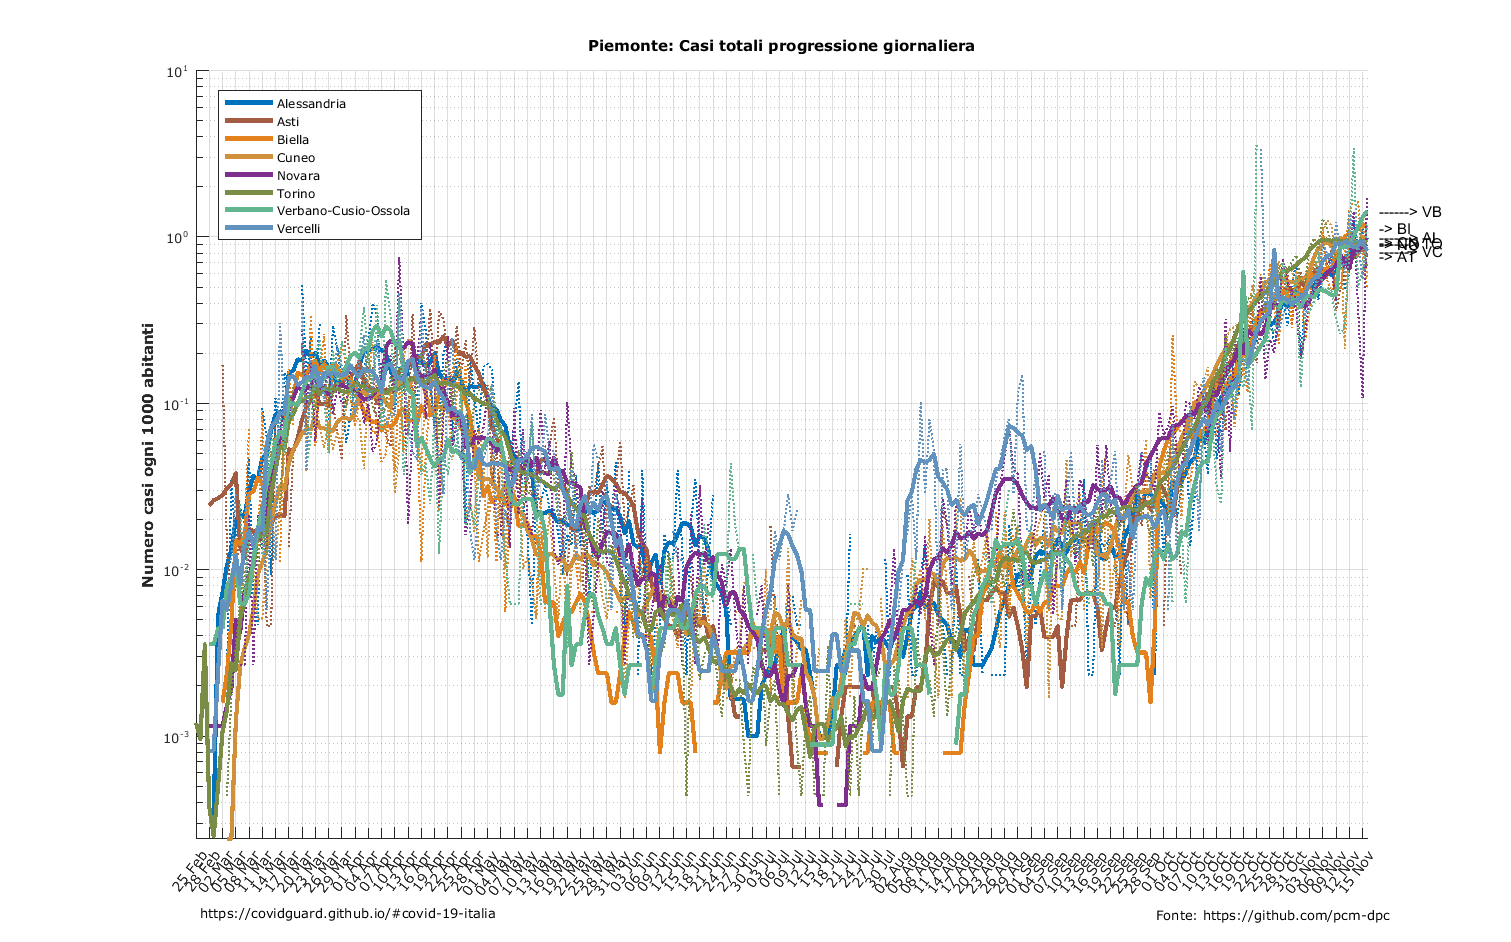 Piemonte: Casi totali progressione giornaliera
10¹
10⁰
10⁻¹
10⁻²
10⁻³
Numero casi ogni 1000 abitanti
Alessandria
Asti
Biella
Cuneo
Novara
Torino
Verbano-Cusio-Ossola
Vercelli
------> VB
-> BI
-> AL
------> VC
-> AT
25 Feb
28 Feb
02 Mar
05 Mar
08 Mar
11 Mar
14 Mar
17 Mar
20 Mar
23 Mar
26 Mar
29 Mar
01 Apr
04 Apr
07 Apr
10 Apr
13 Apr
16 Apr
19 Apr
22 Apr
25 Apr
28 Apr
01 May
04 May
07 May
10 May
13 May
16 May
19 May
22 May
25 May
28 May
31 May
03 Jun
06 Jun
09 Jun
12 Jun
15 Jun
18 Jun
21 Jun
24 Jun
27 Jun
30 Jun
03 Jul
06 Jul
09 Jul
12 Jul
15 Jul
18 Jul
21 Jul
24 Jul
27 Jul
30 Jul
02 Aug
05 Aug
08 Aug
11 Aug
14 Aug
17 Aug
20 Aug
23 Aug
26 Aug
29 Aug
01 Sep
04 Sep
07 Sep
10 Sep
13 Sep
16 Sep
19 Sep
22 Sep
25 Sep
28 Sep
01 Oct
04 Oct
07 Oct
10 Oct
13 Oct
16 Oct
19 Oct
22 Oct
25 Oct
28 Oct
31 Oct
03 Nov
06 Nov
09 Nov
12 Nov
15 Nov
https://covidguard.github.io/#covid-19-italia
Fonte: https://github.com/pcm-dpc